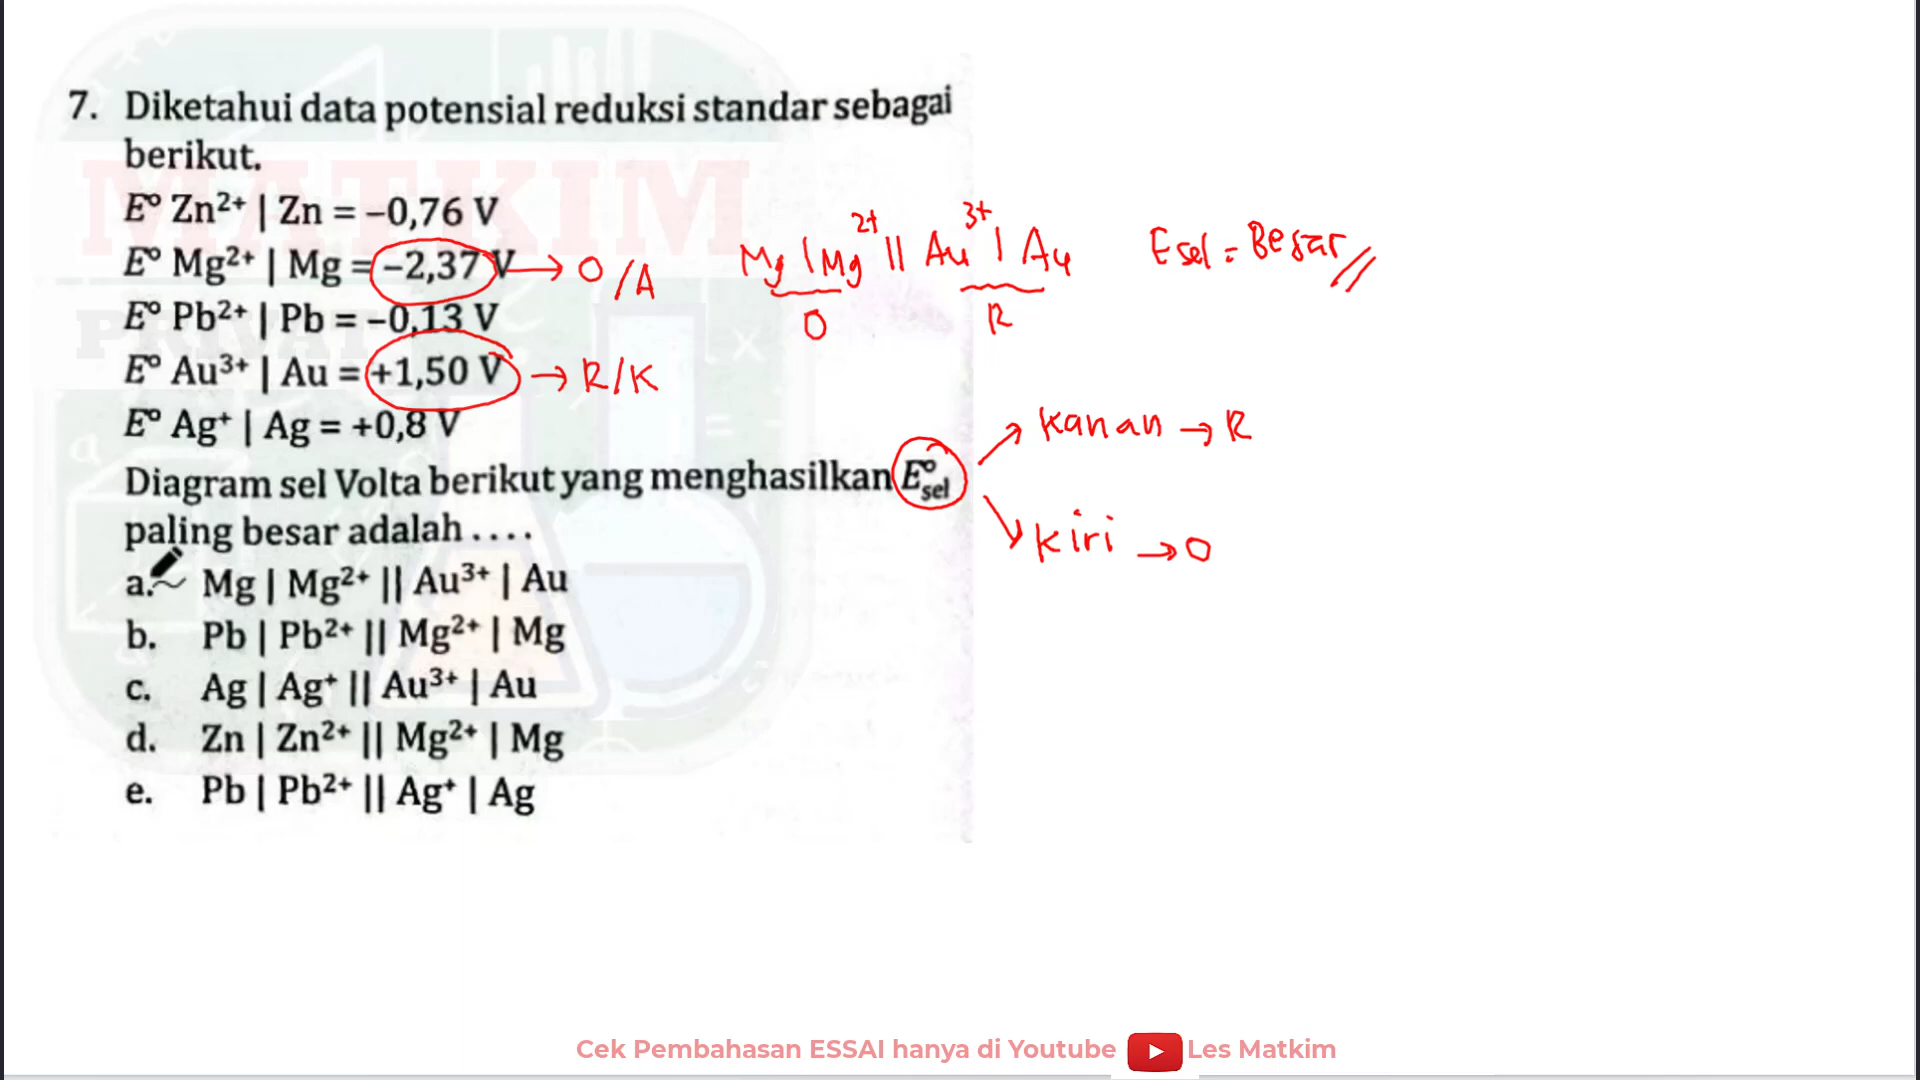 7. Diketahui data potensial reduksi standar sebagai
berikut.
E° Zn²⁺ | Zn = −0,76 V
E° Mg²⁺ | Mg = −2,37 V → O/A
E° Pb²⁺ | Pb = −0,13 V
E° Au³⁺ | Au = +1,50 V → R/K
E° Ag⁺ | Ag = +0,8 V
Diagram sel Volta berikut yang menghasilkan E°sel
paling besar adalah ....
a. Mg | Mg²⁺ || Au³⁺ | Au
b. Pb | Pb²⁺ || Mg²⁺ | Mg
c. Ag | Ag⁺ || Au³⁺ | Au
d. Zn | Zn²⁺ || Mg²⁺ | Mg
e. Pb | Pb²⁺ || Ag⁺ | Ag
Mg | Mg²⁺ || Au³⁺ | Au
O R
Esel = Besar
kanan → R
kiri → O
MATKIM
Cek Pembahasan ESSAI hanya di Youtube Les Matkim